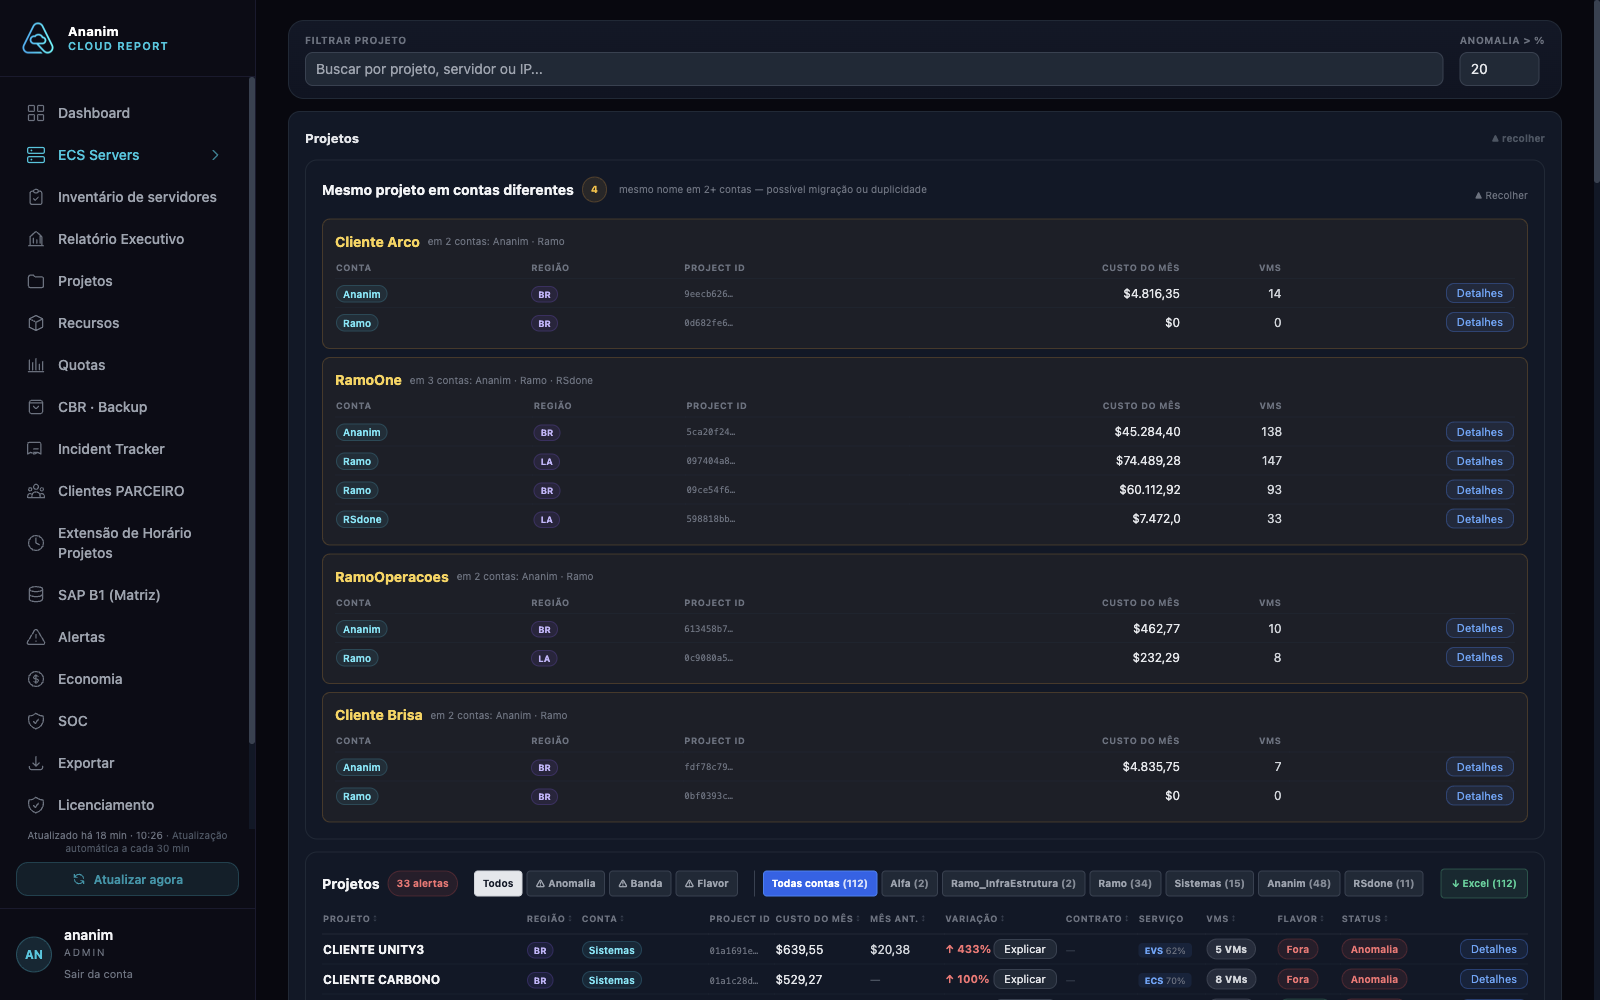 Ananim
CLOUD REPORT
Dashboard
ECS Servers
Inventário de servidores
Relatório Executivo
Projetos
Recursos
Quotas
CBR · Backup
Incident Tracker
Clientes PARCEIRO
Extensão de Horário
Projetos
SAP B1 (Matriz)
Alertas
Economia
SOC
Exportar
Licenciamento
Atualizado há 18 min · 10:26 · Atualização
automática a cada 30 min
Atualizar agora
AN
ananim
ADMIN
Sair da conta
FILTRAR PROJETO
ANOMALIA > %
Buscar por projeto, servidor ou IP...
20
Projetos
▲ recolher
Mesmo projeto em contas diferentes 4 mesmo nome em 2+ contas — possível migração ou duplicidade
▲ Recolher
Cliente Arco em 2 contas: Ananim · Ramo
CONTA REGIÃO PROJECT ID CUSTO DO MÊS VMS
Ananim BR 9eecb626… $4.816,35 14 Detalhes
Ramo BR 0d682fe6… $0 0 Detalhes
RamoOne em 3 contas: Ananim · Ramo · RSdone
CONTA REGIÃO PROJECT ID CUSTO DO MÊS VMS
Ananim BR 5ca20f24… $45.284,40 138 Detalhes
Ramo LA 097404a8… $74.489,28 147 Detalhes
Ramo BR 09ce54f6… $60.112,92 93 Detalhes
RSdone LA 598818bb… $7.472,0 33 Detalhes
RamoOperacoes em 2 contas: Ananim · Ramo
CONTA REGIÃO PROJECT ID CUSTO DO MÊS VMS
Ananim BR 613458b7… $462,77 10 Detalhes
Ramo LA 0c9080a5… $232,29 8 Detalhes
Cliente Brisa em 2 contas: Ananim · Ramo
CONTA REGIÃO PROJECT ID CUSTO DO MÊS VMS
Ananim BR fdf78c79… $4.835,75 7 Detalhes
Ramo BR 0bf0393c… $0 0 Detalhes
Projetos 33 alertas Todos ⚠ Anomalia ⚠ Banda ⚠ Flavor Todas contas (112) Alfa (2) Ramo_InfraEstrutura (2) Ramo (34) Sistemas (15) Ananim (48) RSdone (11) ↓ Excel (112)
PROJETO REGIÃO CONTA PROJECT ID CUSTO DO MÊS MÊS ANT. VARIAÇÃO CONTRATO SERVIÇO VMS FLAVOR STATUS
CLIENTE UNITY3 BR Sistemas 01a1691e… $639,55 $20,38 ↑ 433% Explicar — EVS 62% 5 VMs Fora Anomalia Detalhes
CLIENTE CARBONO BR Sistemas 01a1c28d… $529,27 — ↑ 100% Explicar — ECS 70% 8 VMs Fora Anomalia Detalhes